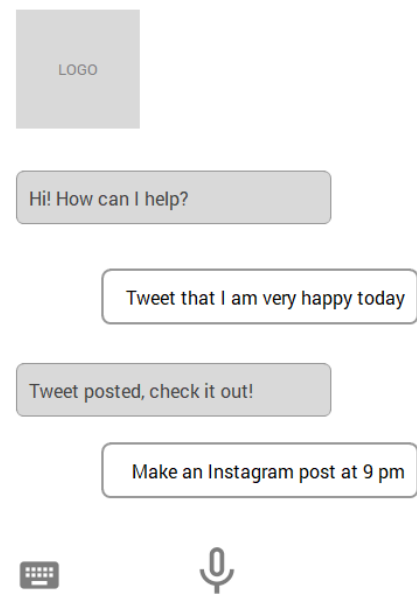 LOGO
Hi! How can I help?
Tweet that I am very happy today
Tweet posted, check it out!
Make an Instagram post at 9 pm